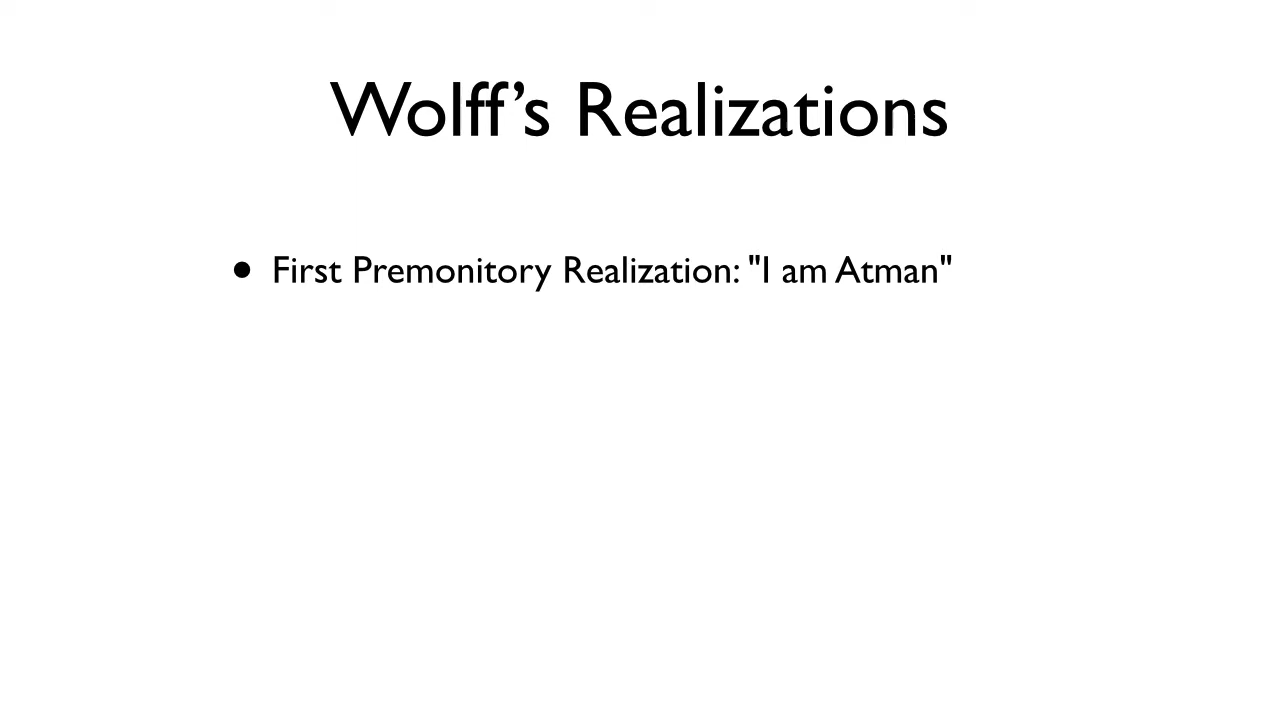 Wolff’s Realizations
• First Premonitory Realization: "I am Atman"